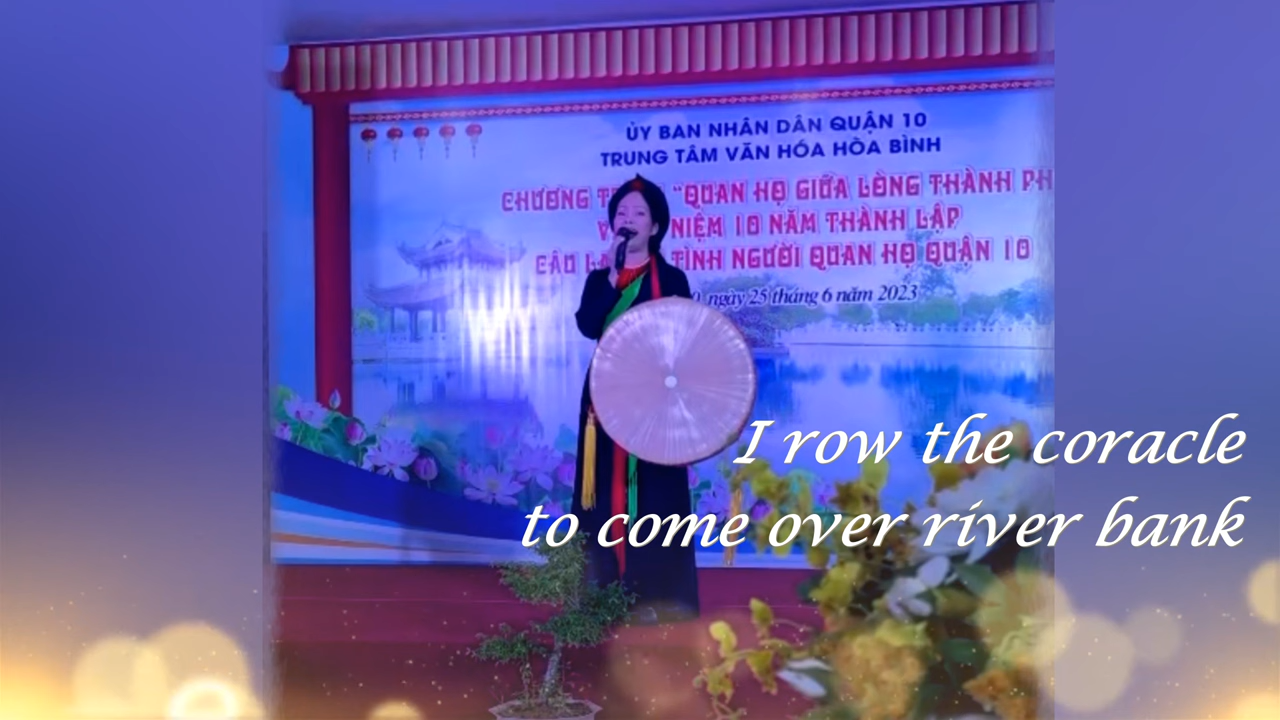 ỦY BAN NHÂN DÂN QUẬN 10
TRUNG TÂM VĂN HÓA HÒA BÌNH
CHƯƠNG "QUAN HỌ GIỮA LÒNG THÀNH
NIỆM 10 NĂM THÀNH LẬP
CÂU TÌNH NGƯỜI QUAN HỌ QUẬN 10
ngày 25 tháng 6 năm 2023
I row the coracle
to come over river bank